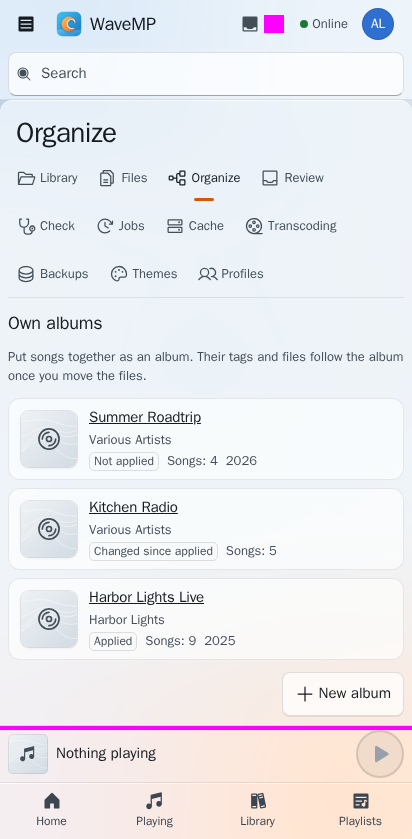 WaveMP
Online
AL
Search
Organize
Library
Files
Organize
Review
Check
Jobs
Cache
Transcoding
Backups
Themes
Profiles
Own albums
Put songs together as an album. Their tags and files follow the album
once you move the files.
Summer Roadtrip
Various Artists
Not applied Songs: 4 2026
Kitchen Radio
Various Artists
Changed since applied Songs: 5
Harbor Lights Live
Harbor Lights
Applied Songs: 9 2025
New album
Nothing playing
Home
Playing
Library
Playlists